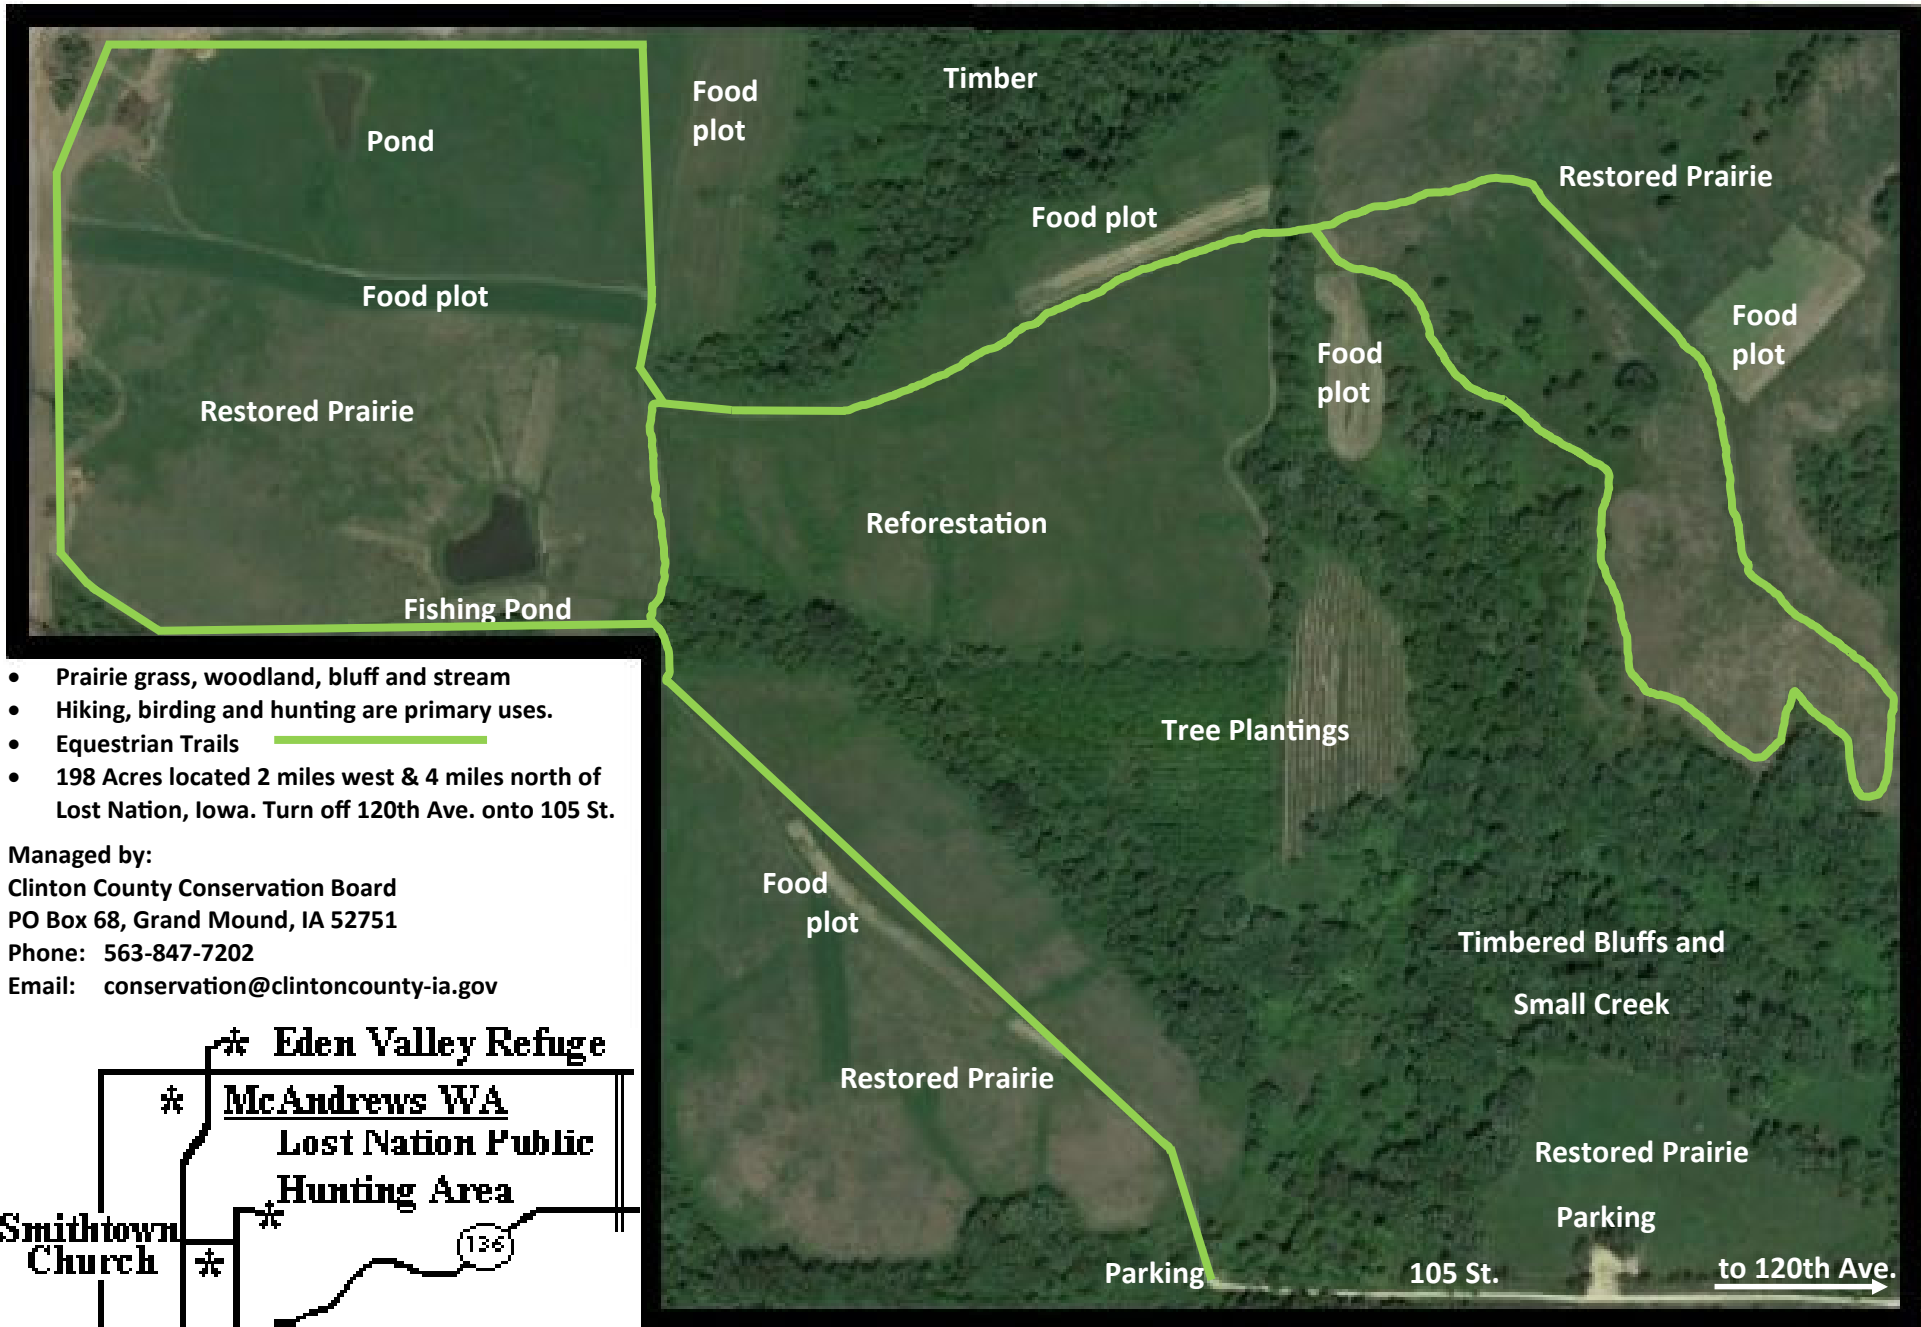 Timber
Food
plot
Pond
Restored Prairie
Food plot
Food plot
Food
plot
Food
plot
Restored Prairie
Reforestation
Fishing Pond
• Prairie grass, woodland, bluff and stream
• Hiking, birding and hunting are primary uses.
• Equestrian Trails
• 198 Acres located 2 miles west & 4 miles north of
Lost Nation, Iowa. Turn off 120th Ave. onto 105 St.
Managed by:
Clinton County Conservation Board
PO Box 68, Grand Mound, IA 52751
Phone: 563-847-7202
Email: conservation@clintoncounty-ia.gov
Tree Plantings
Food
plot
Timbered Bluffs and
Small Creek
Restored Prairie
Restored Prairie
Parking
Parking
105 St.
to 120th Ave.
Eden Valley Refuge
McAndrews WA
Lost Nation Public
Hunting Area
Smithtown
Church
136